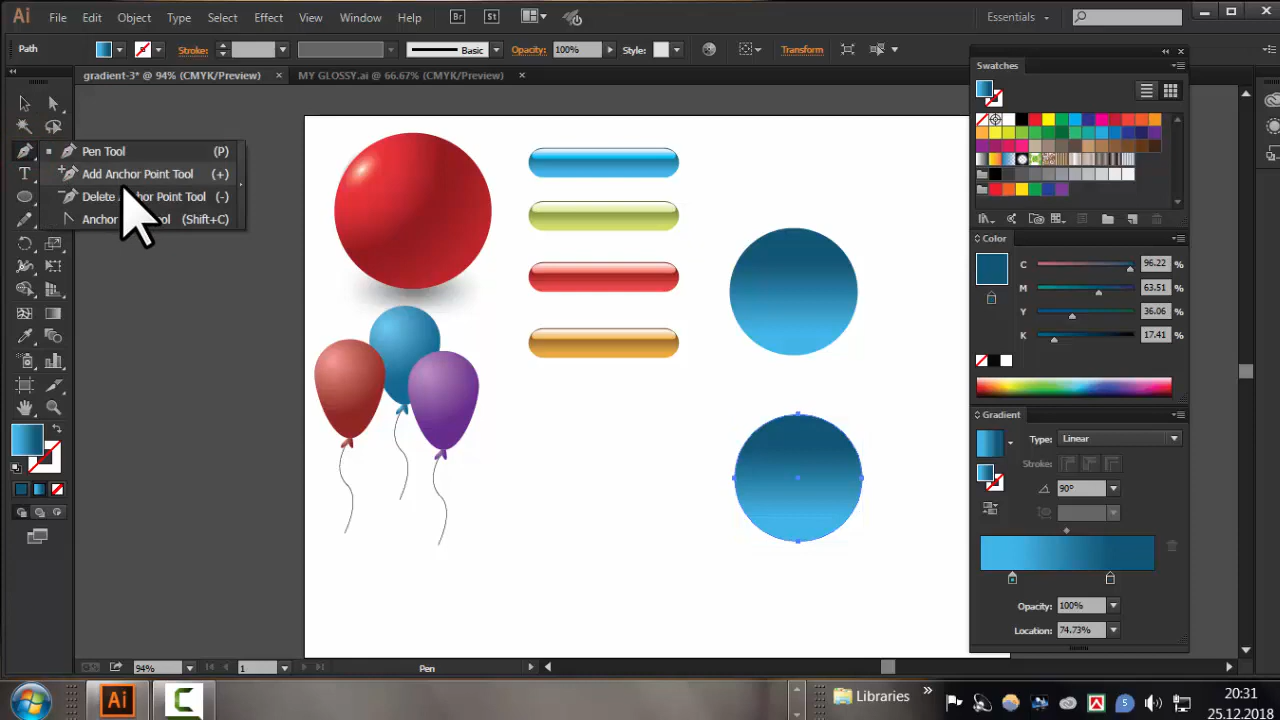 Ai File Edit Object Type Select Effect View Window Help Br St Essentials
Path Stroke: Basic Opacity: 100% Style: Transform
gradient-3* @ 94% (CMYK/Preview) × MY GLOSSY.ai @ 66.67% (CMYK/Preview) ×
Swatches
Pen Tool (P)
Add Anchor Point Tool (+)
Delete Anchor Point Tool (-)
(Shift+C)
Color
C 96.22 %
M 63.51 %
Y 36.06 %
K 17.41 %
Gradient
Type: Linear
Stroke:
90°
Opacity: 100%
Location: 74.73%
94% 1 Pen
Ai C Libraries » S 20:31
25.12.2018